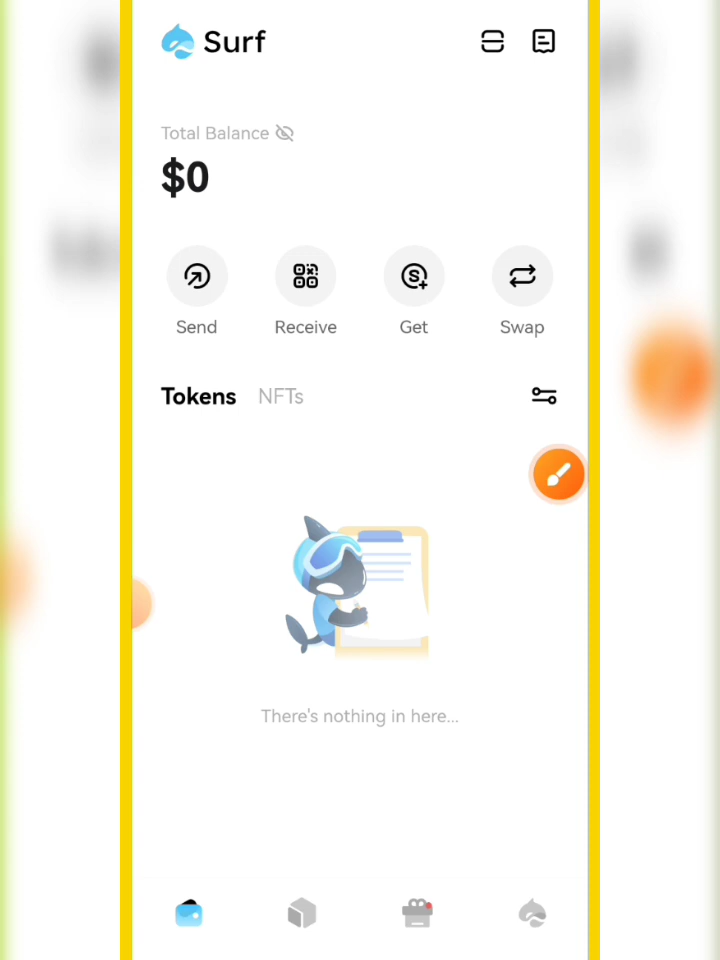 Surf
Total Balance
$0
Send
Receive
Get
Swap
Tokens
NFTs
There's nothing in here...